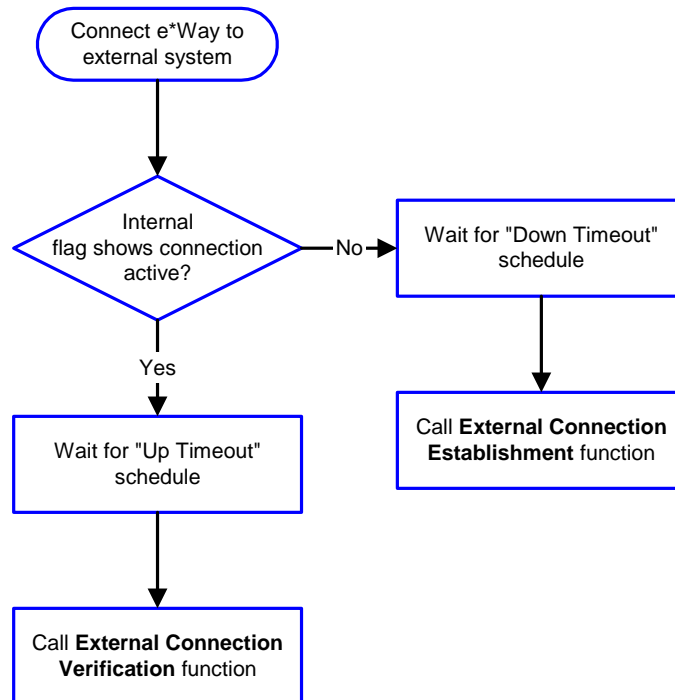 Connect e*Way to
external system
Internal
flag shows connection
active?
No
Wait for "Down Timeout"
schedule
Call External Connection
Establishment function
Yes
Wait for "Up Timeout"
schedule
Call External Connection
Verification function